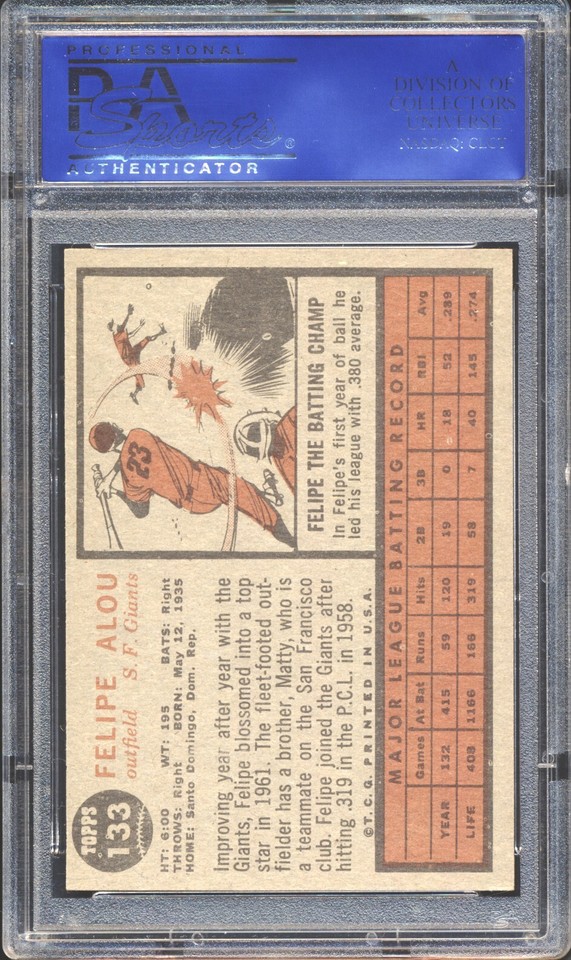 PROFESSIONAL
PSA
Sports®
AUTHENTICATOR
A
DIVISION OF
COLLECTORS
UNIVERSE
NASDAQ: CLCT
TOPPS
133
FELIPE ALOU
outfield S. F. Giants
HT: 6:00 WT: 195 BATS: Right
THROWS: Right BORN: May 12, 1935
HOME: Santo Domingo, Dom. Rep.
Improving year after year with the
Giants, Felipe blossomed into a top
star in 1961. The fleet-footed out-
fielder has a brother, Matty, who is
a teammate on the San Francisco
club. Felipe joined the Giants after
hitting .319 in the P.C.L. in 1958.
© T.C.G. PRINTED IN U.S.A.
23
FELIPE THE BATTING CHAMP
In Felipe's first year of ball he
led his league with .380 average.
MAJOR LEAGUE BATTING RECORD
Games At Bat Runs Hits 2B 3B HR RBI Avg
YEAR 132 415 59 120 19 0 18 52 .289
LIFE 408 1166 166 319 58 7 40 145 .274